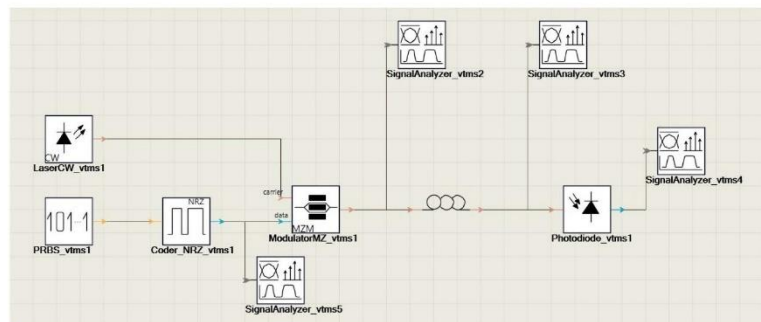 SignalAnalyzer_vtms2
SignalAnalyzer_vtms3
CW
LaserCW_vtms1
SignalAnalyzer_vtms4
carrier
101-1
NRZ
data
MZM
PRBS_vtms1
Coder_NRZ_vtms1
ModulatorMZ_vtms1
Photodiode_vtms1
SignalAnalyzer_vtms5